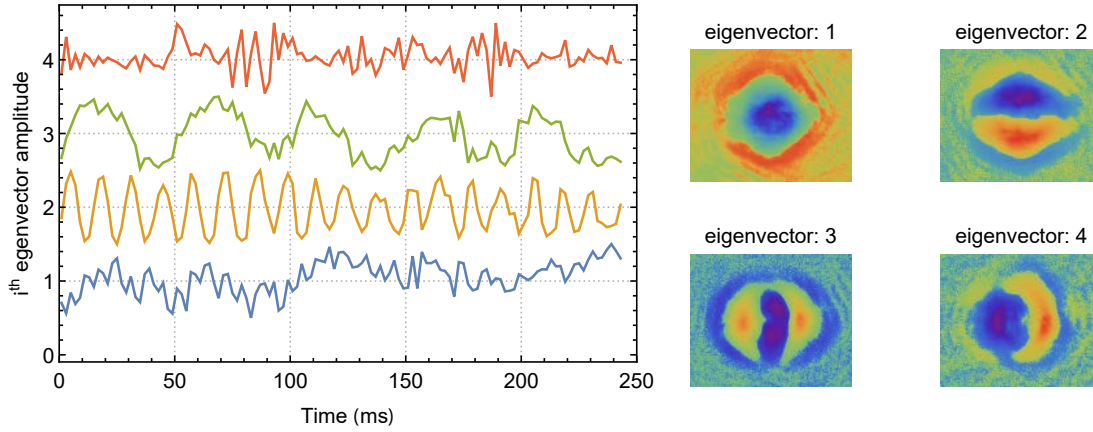 eigenvector: 1
eigenvector: 2
4
3
2
1
0
i^th egenvector amplitude
eigenvector: 3
eigenvector: 4
0
50
100
150
200
250
Time (ms)